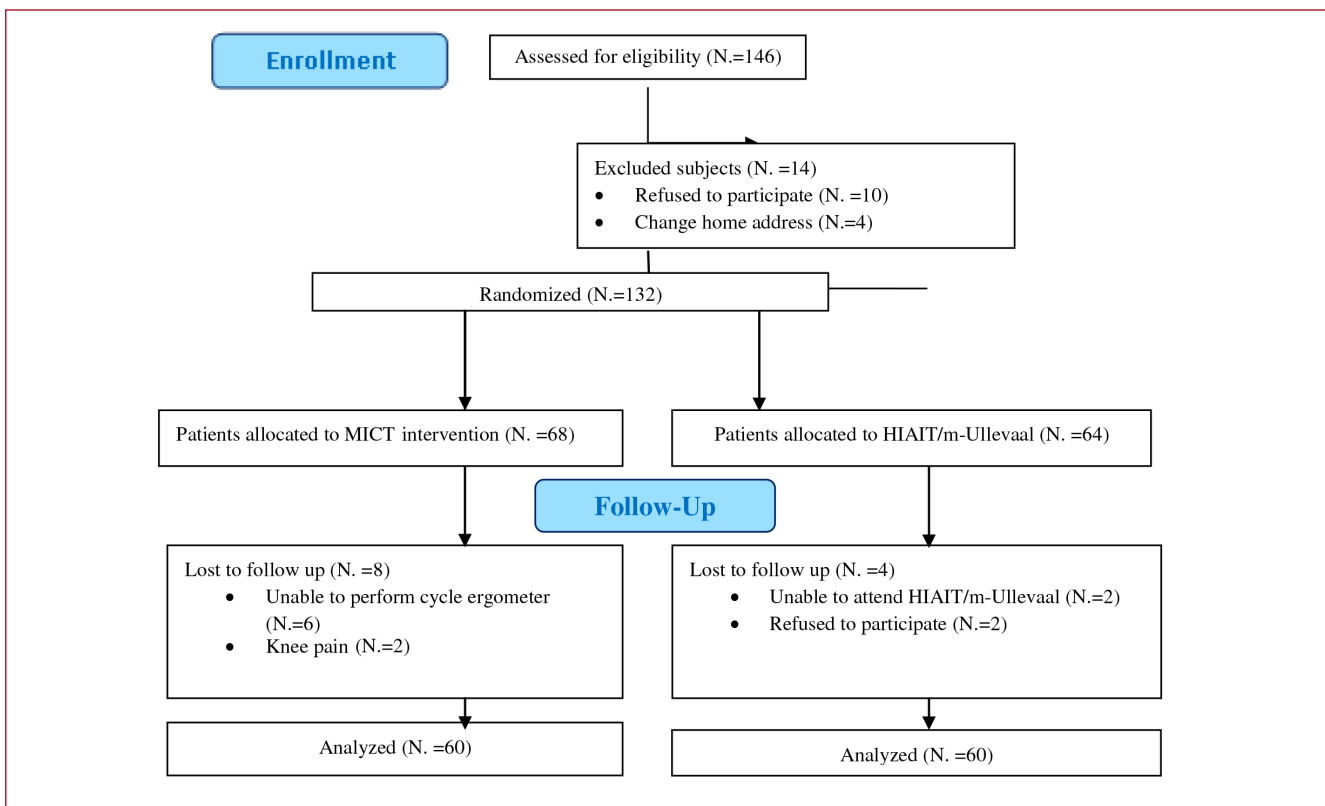 Enrollment
Assessed for eligibility (N.=146)
Excluded subjects (N. =14)
• Refused to participate (N. =10)
• Change home address (N.=4)
Randomized (N.=132)
Patients allocated to MICT intervention (N. =68)
Patients allocated to HIAIT/m-Ullevaal (N. =64)
Follow-Up
Lost to follow up (N. =8)
• Unable to perform cycle ergometer
(N.=6)
• Knee pain (N.=2)
Lost to follow up (N. =4)
• Unable to attend HIAIT/m-Ullevaal (N.=2)
• Refused to participate (N.=2)
Analyzed (N. =60)
Analyzed (N. =60)